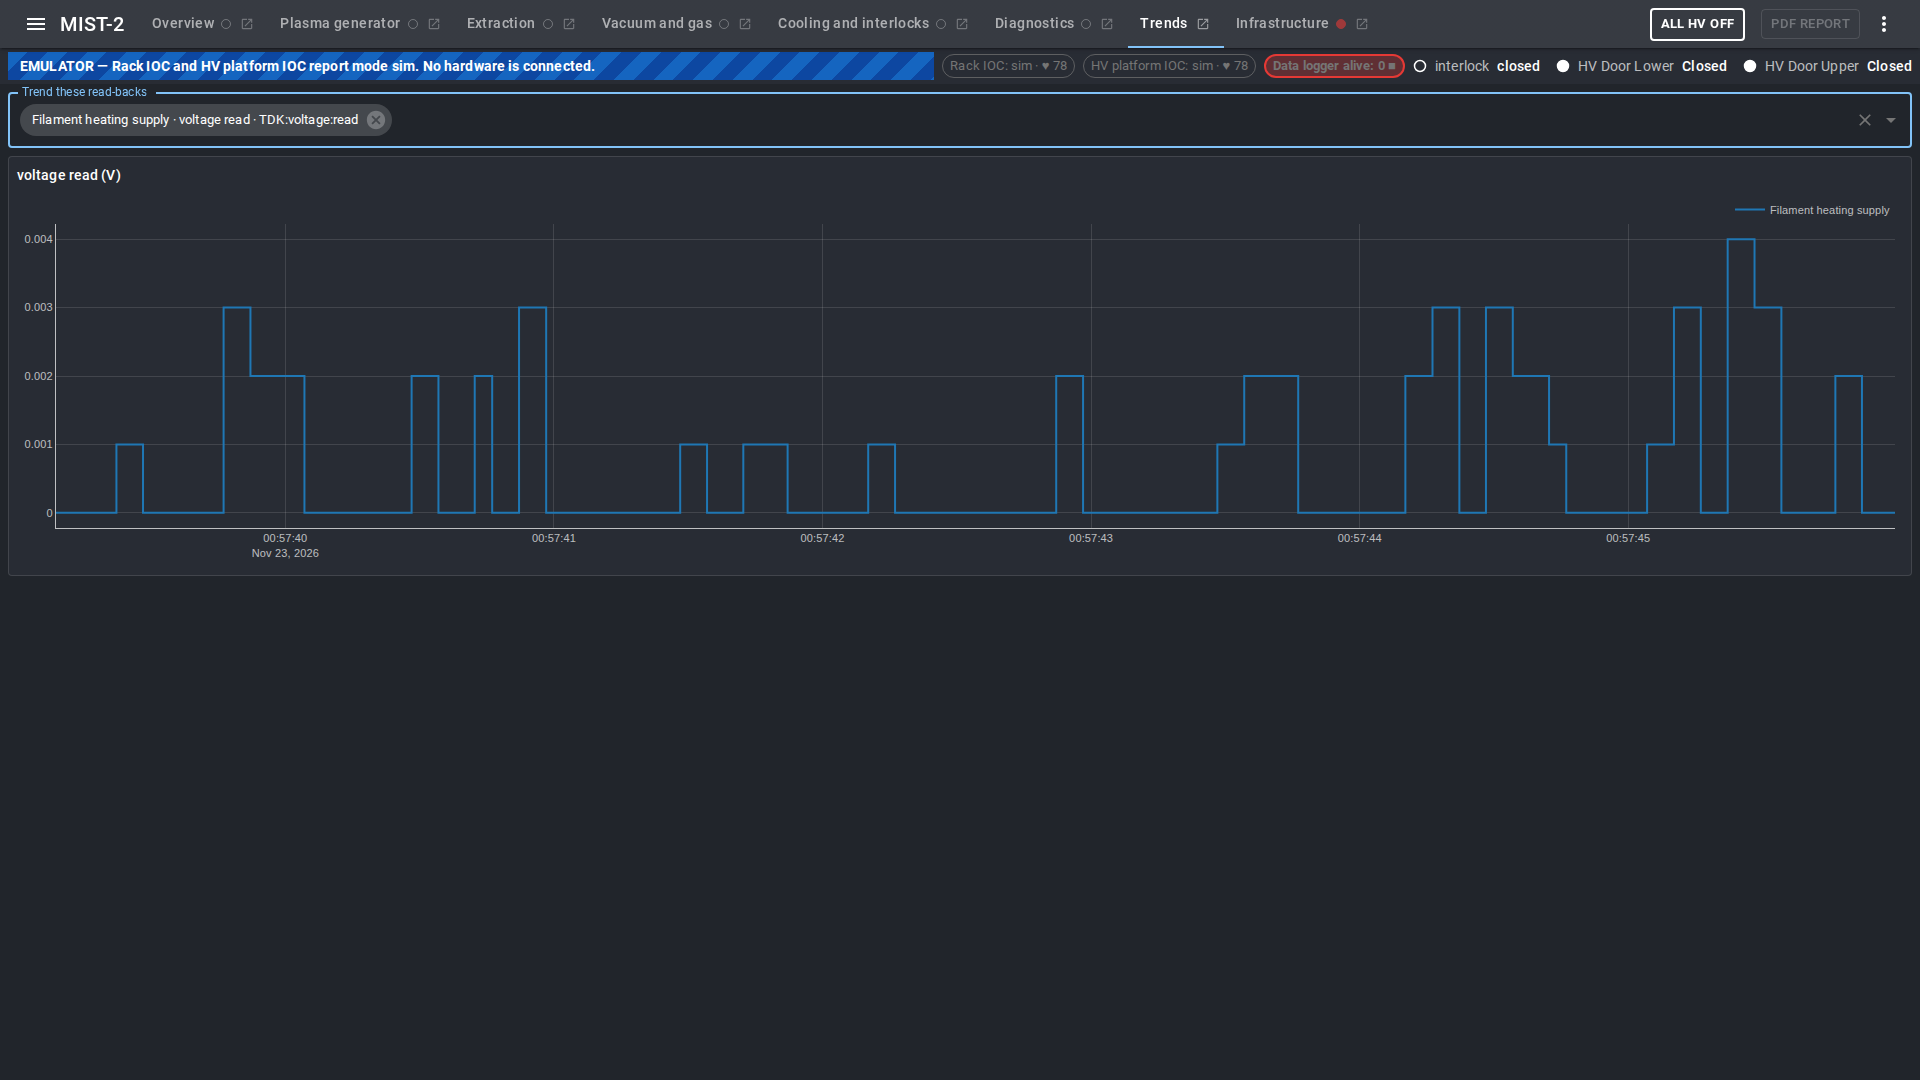 MIST-2 Overview Plasma generator Extraction Vacuum and gas Cooling and interlocks Diagnostics Trends Infrastructure ALL HV OFF PDF REPORT
EMULATOR — Rack IOC and HV platform IOC report mode sim. No hardware is connected. Rack IOC: sim · ♥ 78 HV platform IOC: sim · ♥ 78 Data logger alive: 0 ■ interlock closed HV Door Lower Closed HV Door Upper Closed
Trend these read-backs
Filament heating supply · voltage read · TDK:voltage:read
voltage read (V)
Filament heating supply
0.004
0.003
0.002
0.001
0
00:57:40 00:57:41 00:57:42 00:57:43 00:57:44 00:57:45
Nov 23, 2026